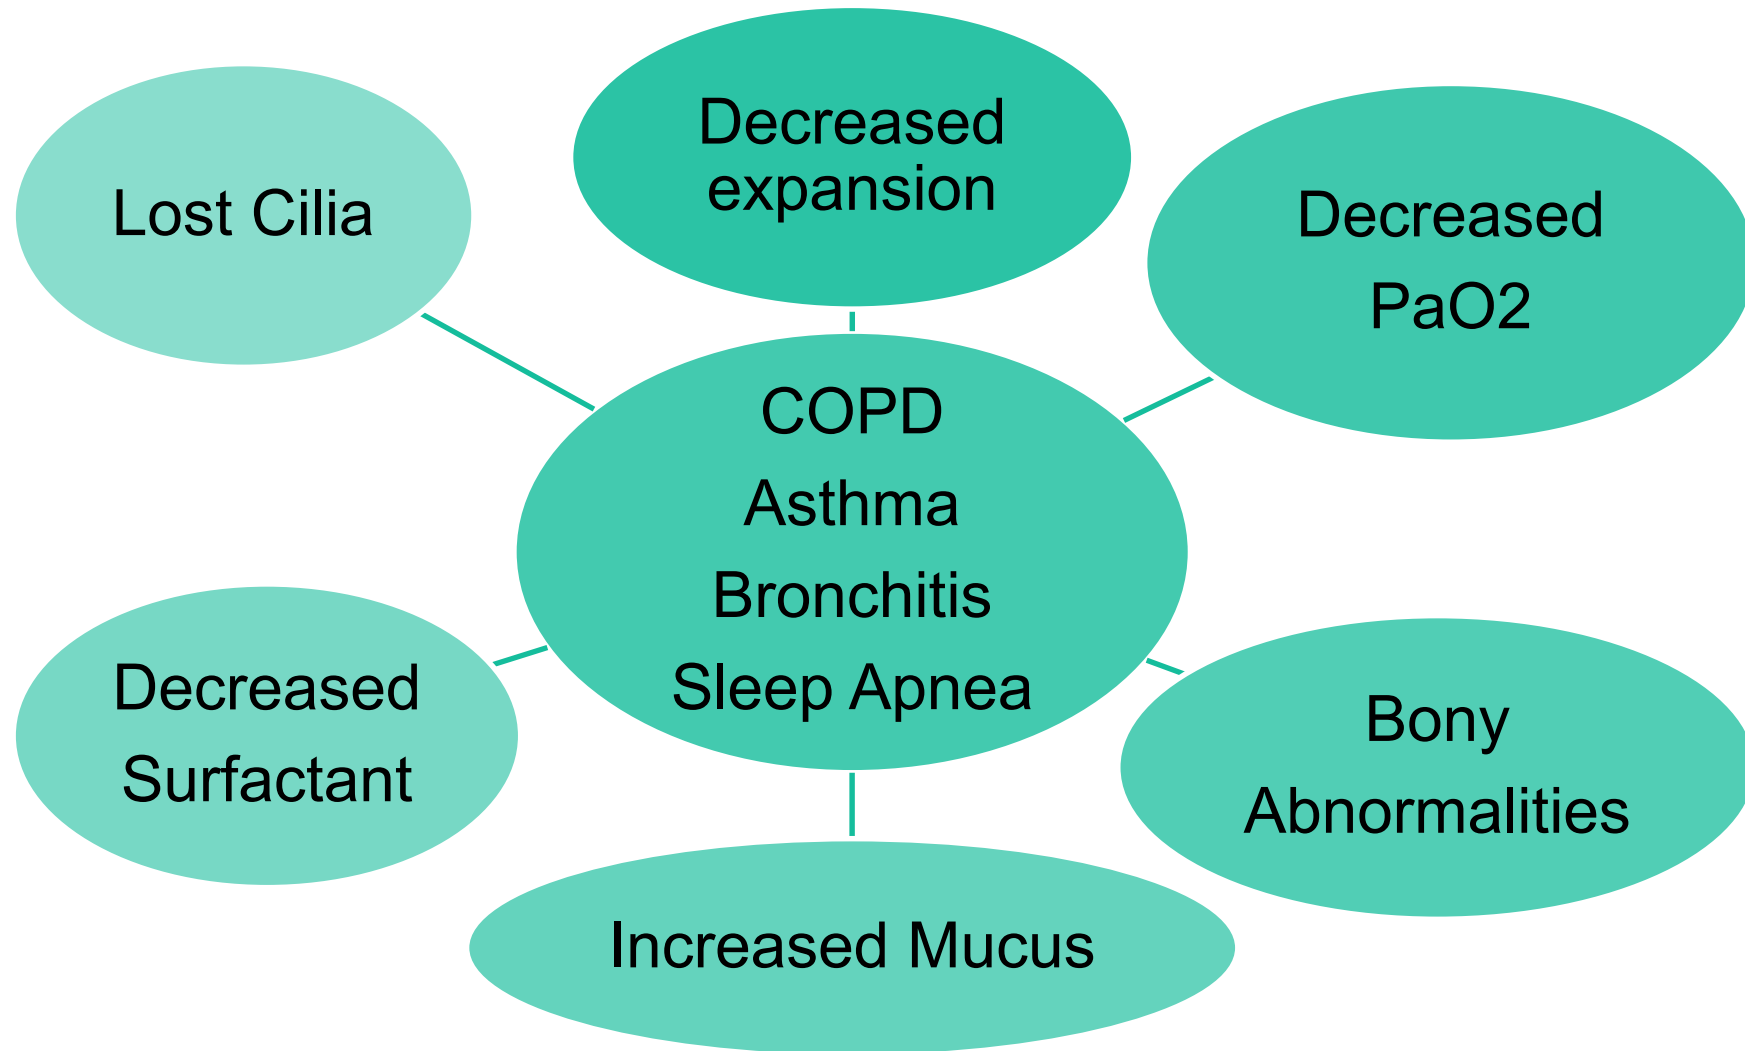 Decreased
expansion
Lost Cilia
Decreased
PaO2
COPD
Asthma
Bronchitis
Sleep Apnea
Decreased
Surfactant
Bony
Abnormalities
Increased Mucus